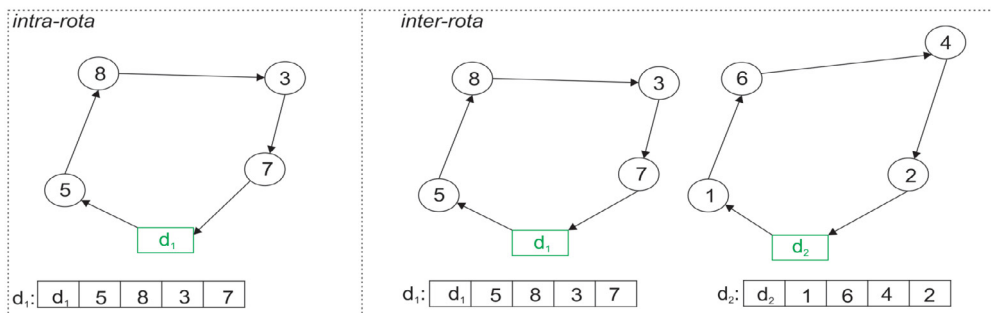 intra-rota
8 3
7
5
d₁
d₁: d₁ 5 8 3 7
inter-rota
8 3
7
5
d₁
d₁: d₁ 5 8 3 7
4
6
2
1
d₂
d₂: d₂ 1 6 4 2